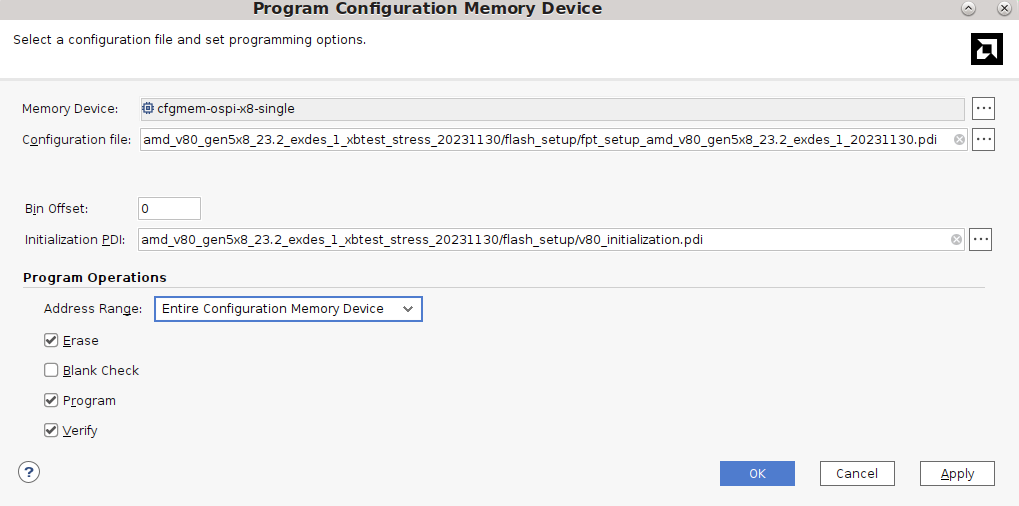 Program Configuration Memory Device
Select a configuration file and set programming options.
Memory Device: cfgmem-ospi-x8-single ...
Configuration file: amd_v80_gen5x8_23.2_exdes_1_xbtest_stress_20231130/flash_setup/fpt_setup_amd_v80_gen5x8_23.2_exdes_1_20231130.pdi ...
Bin Offset: 0
Initialization PDI: amd_v80_gen5x8_23.2_exdes_1_xbtest_stress_20231130/flash_setup/v80_initialization.pdi ...
Program Operations
Address Range: Entire Configuration Memory Device
Erase
Blank Check
Program
Verify
? OK Cancel Apply